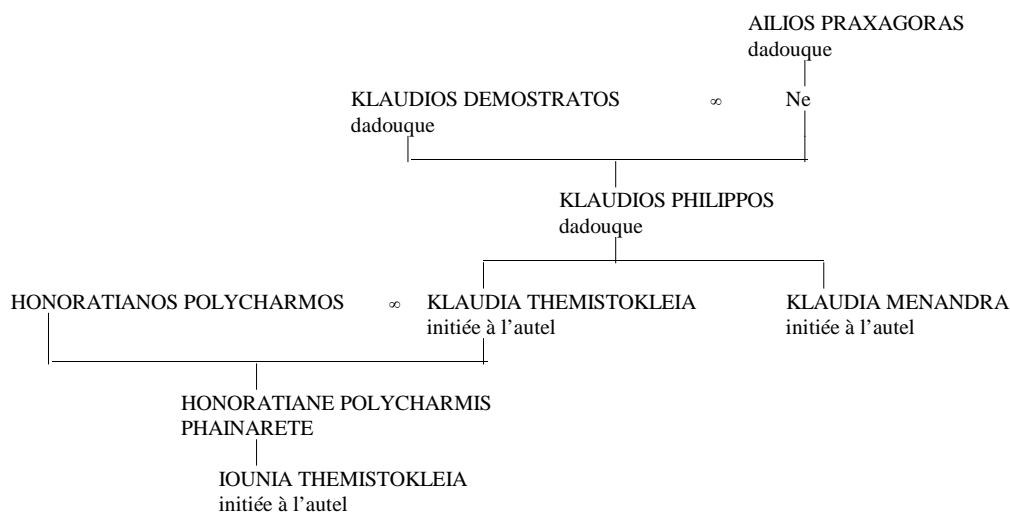 AILIOS PRAXAGORAS
dadouque
KLAUDIOS DEMOSTRATOS ∞ Ne
dadouque
KLAUDIOS PHILIPPOS
dadouque
HONORATIANOS POLYCHARMOS ∞ KLAUDIA THEMISTOKLEIA KLAUDIA MENANDRA
initiée à l'autel initiée à l'autel
HONORATIANE POLYCHARMIS
PHAINARETE
IOUNIA THEMISTOKLEIA
initiée à l'autel